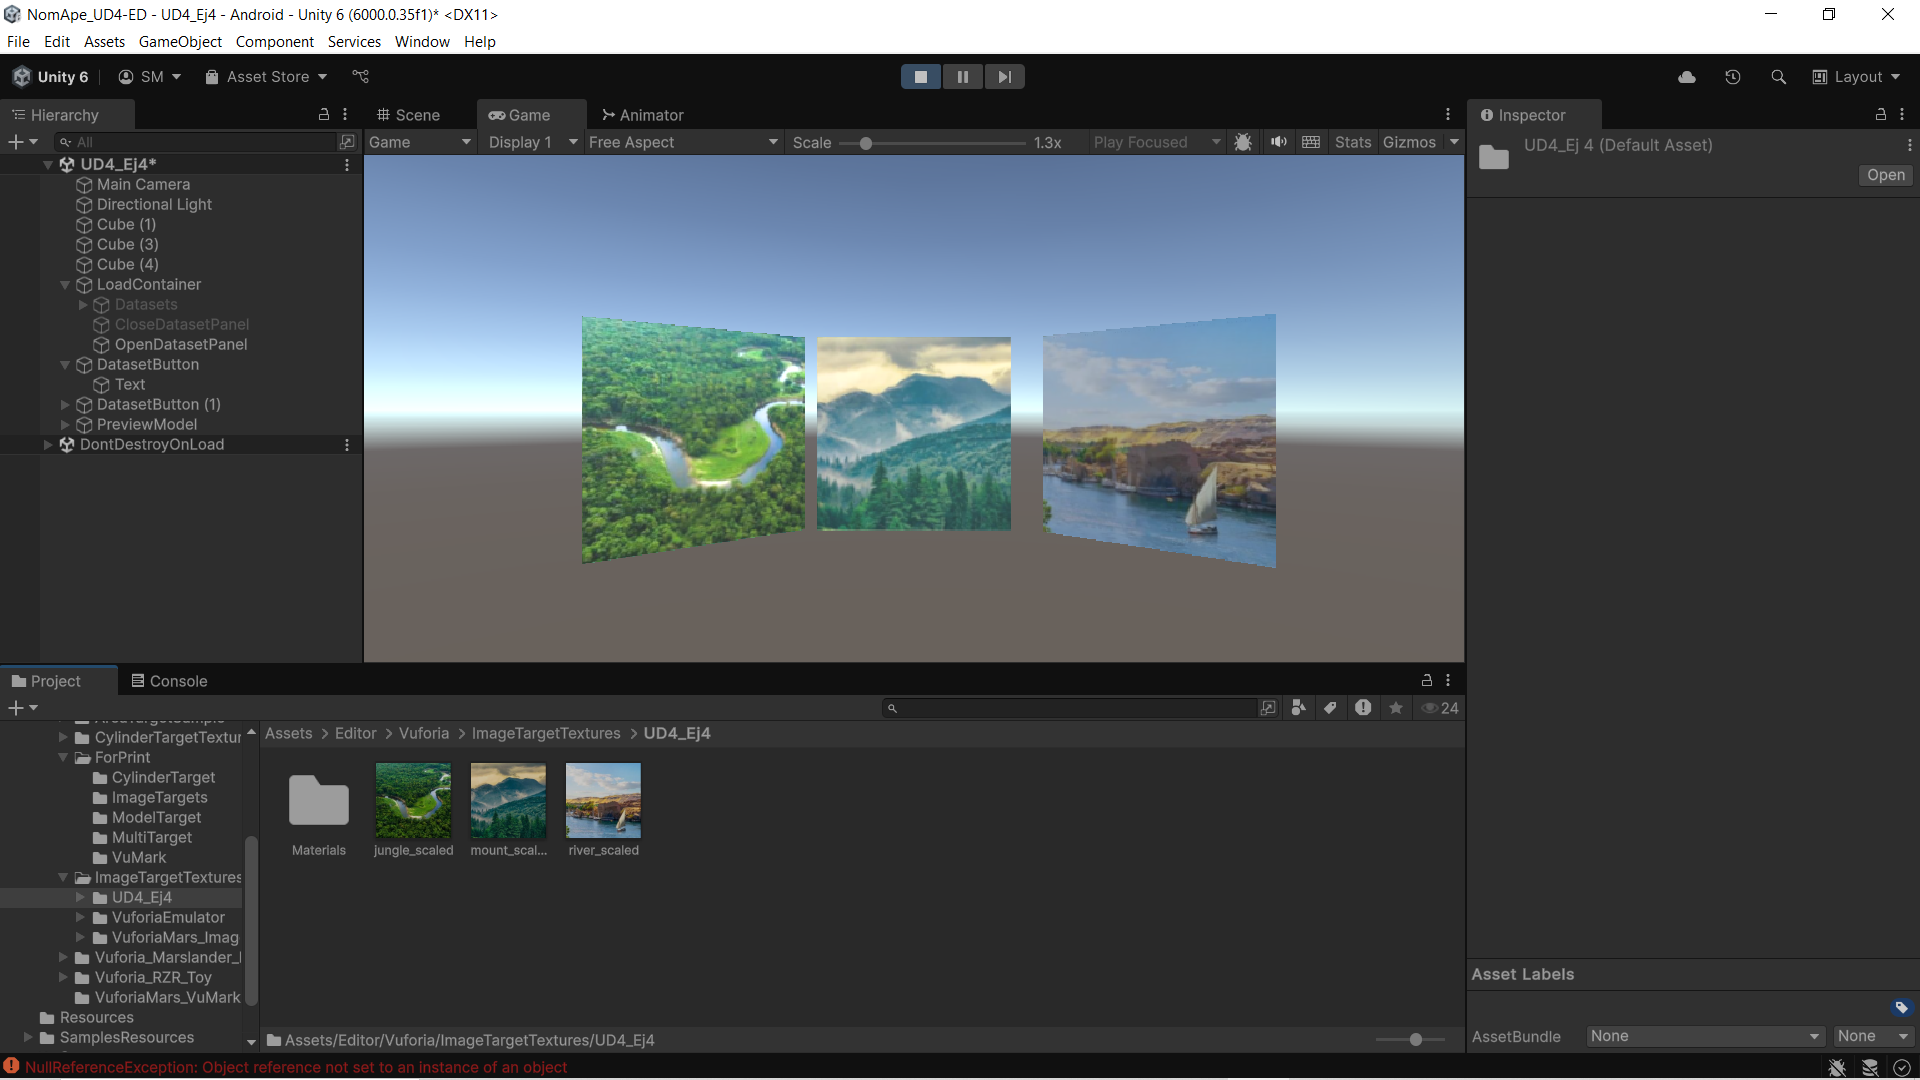 NomApe_UD4-ED - UD4_Ej4 - Android - Unity 6 (6000.0.35f1)* <DX11>
File Edit Assets GameObject Component Services Window Help
Unity 6 SM Asset Store Layout
Hierarchy Scene Game Animator Inspector
All Game Display 1 Free Aspect Scale 1.3x Play Focused Stats Gizmos
UD4_Ej 4 (Default Asset)
Open
UD4_Ej4*
Main Camera
Directional Light
Cube (1)
Cube (3)
Cube (4)
LoadContainer
Datasets
CloseDatasetPanel
OpenDatasetPanel
DatasetButton
Text
DatasetButton (1)
PreviewModel
DontDestroyOnLoad
Project Console
24
CylinderTargetTextur
ForPrint
CylinderTarget
ImageTargets
ModelTarget
MultiTarget
VuMark
ImageTargetTextures
UD4_Ej4
VuforiaEmulator
VuforiaMars_Imag
Vuforia_Marslander_
Vuforia_RZR_Toy
VuforiaMars_VuMark
Resources
SamplesResources
Assets > Editor > Vuforia > ImageTargetTextures > UD4_Ej4
Materials jungle_scaled mount_scal... river_scaled
Assets/Editor/Vuforia/ImageTargetTextures/UD4_Ej4
Asset Labels
AssetBundle None None
NullReferenceException: Object reference not set to an instance of an object